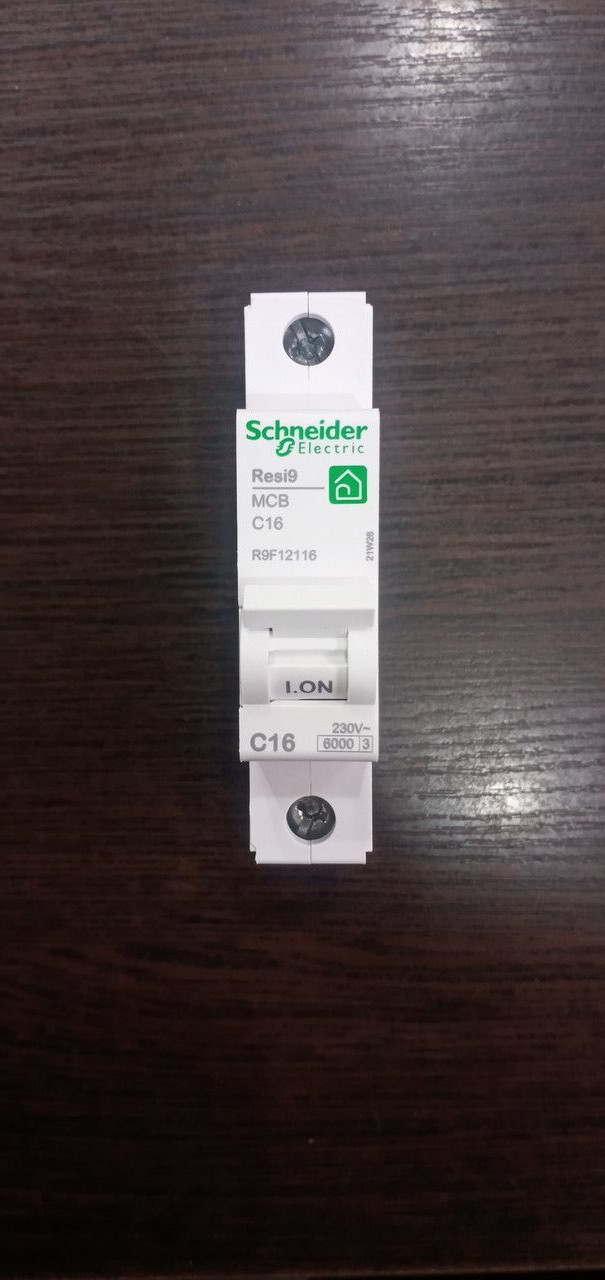 Schneider
Electric
Resi9
MCB
C16
R9F12116
21W28
I.ON
C16
230V~
6000 3